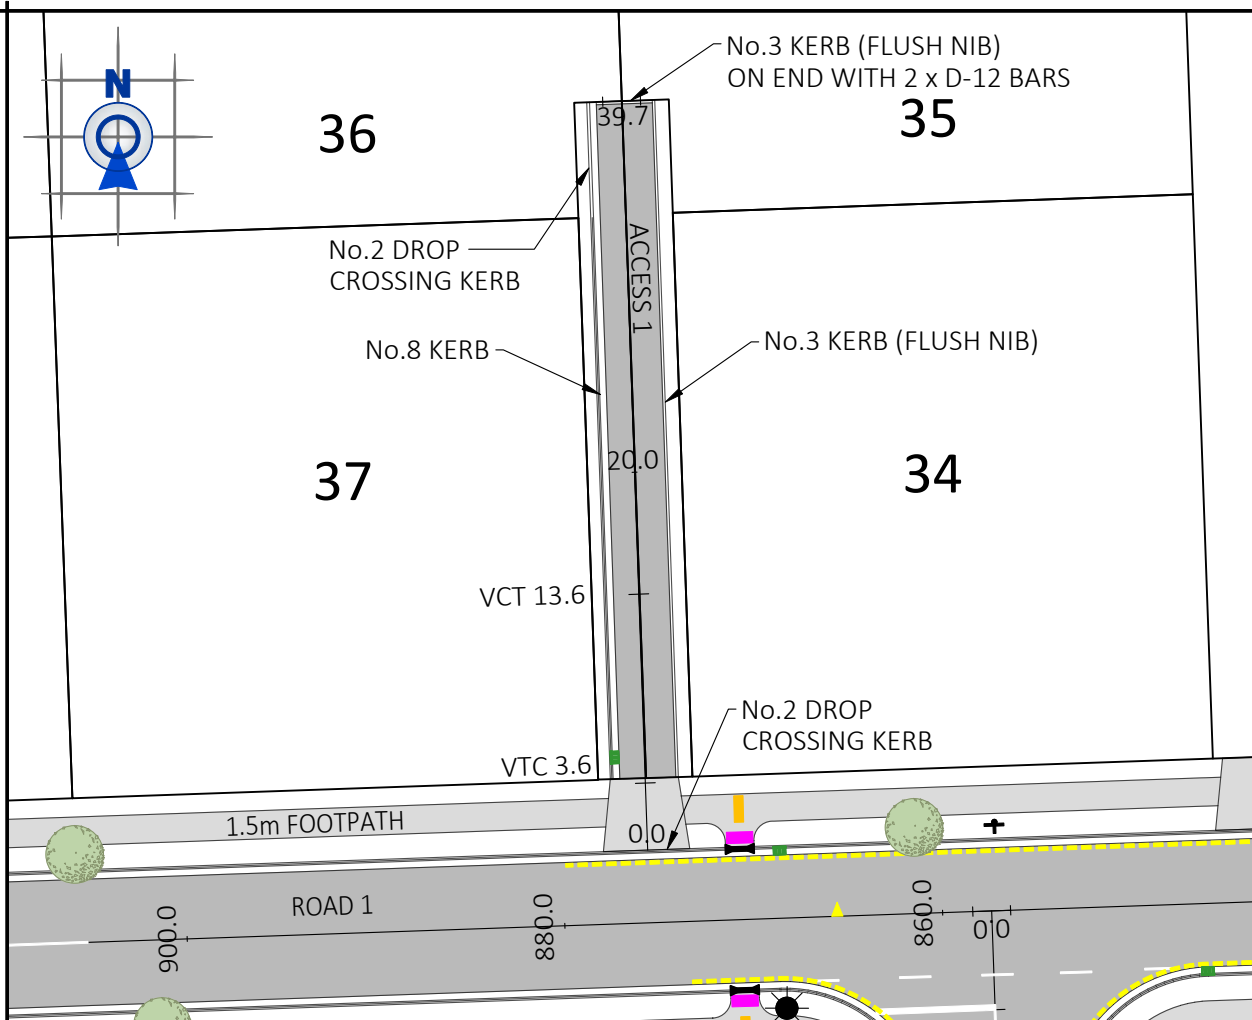 No.3 KERB (FLUSH NIB)
ON END WITH 2 x D-12 BARS
N
36
39.7
35
No.2 DROP
CROSSING KERB
ACCESS 1
No.8 KERB
No.3 KERB (FLUSH NIB)
37
20.0
34
VCT 13.6
No.2 DROP
CROSSING KERB
VTC 3.6
1.5m FOOTPATH
0.0
ROAD 1
900.0
880.0
860.0
0.0